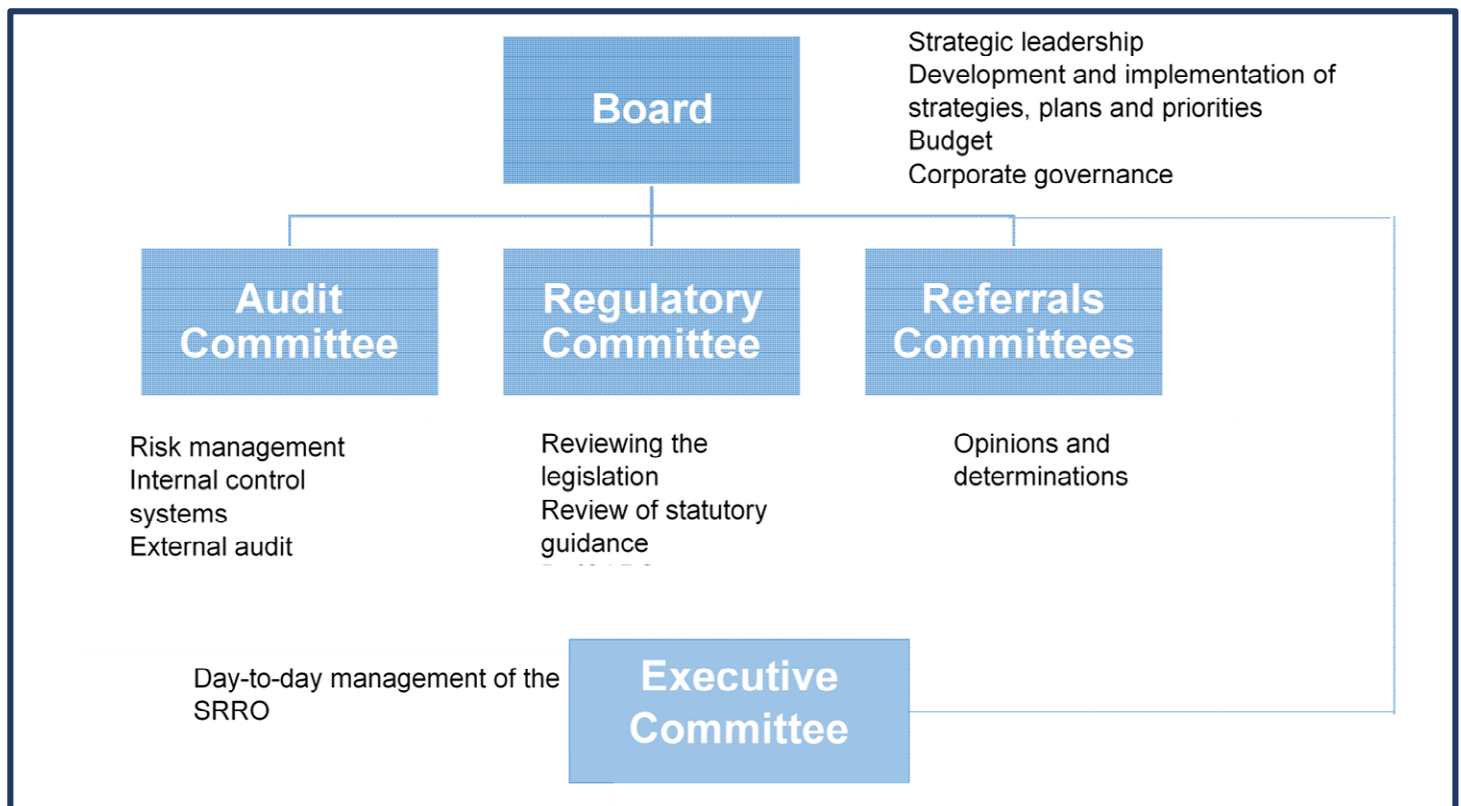 Board
Strategic leadership
Development and implementation of
strategies, plans and priorities
Budget
Corporate governance
Audit
Committee
Regulatory
Committee
Referrals
Committees
Risk management
Internal control
systems
External audit
Reviewing the
legislation
Review of statutory
guidance
Opinions and
determinations
Day-to-day management of the
SRRO
Executive
Committee